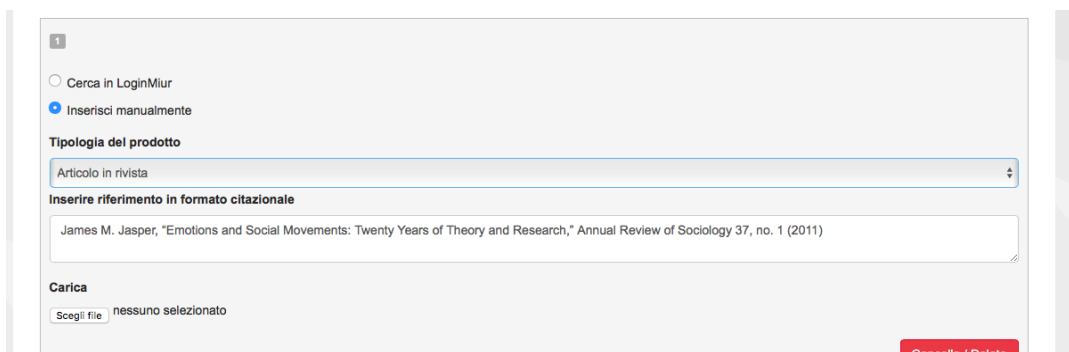 1
Cerca in LoginMiur
Inserisci manualmente
Tipologia del prodotto
Articolo in rivista
Inserire riferimento in formato citazionale
James M. Jasper, "Emotions and Social Movements: Twenty Years of Theory and Research," Annual Review of Sociology 37, no. 1 (2011)
Carica
Scegli file nessuno selezionato